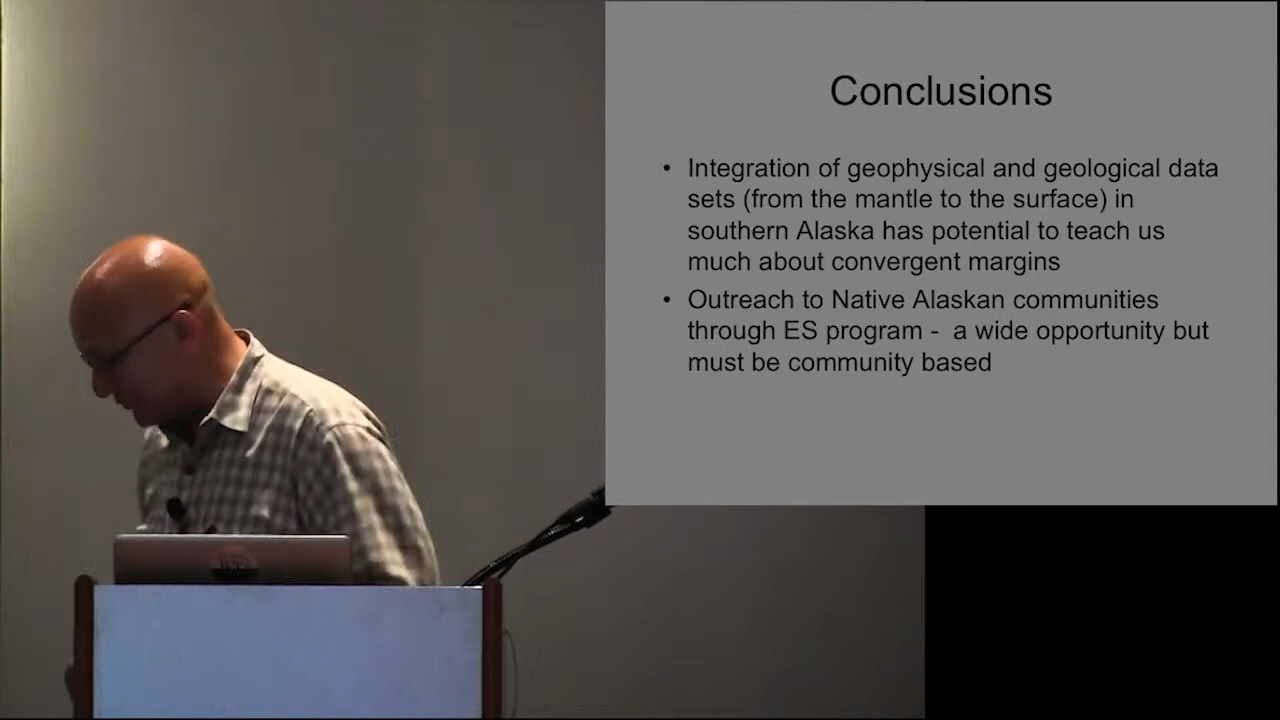 Conclusions
• Integration of geophysical and geological data
sets (from the mantle to the surface) in
southern Alaska has potential to teach us
much about convergent margins
• Outreach to Native Alaskan communities
through ES program -  a wide opportunity but
must be community based